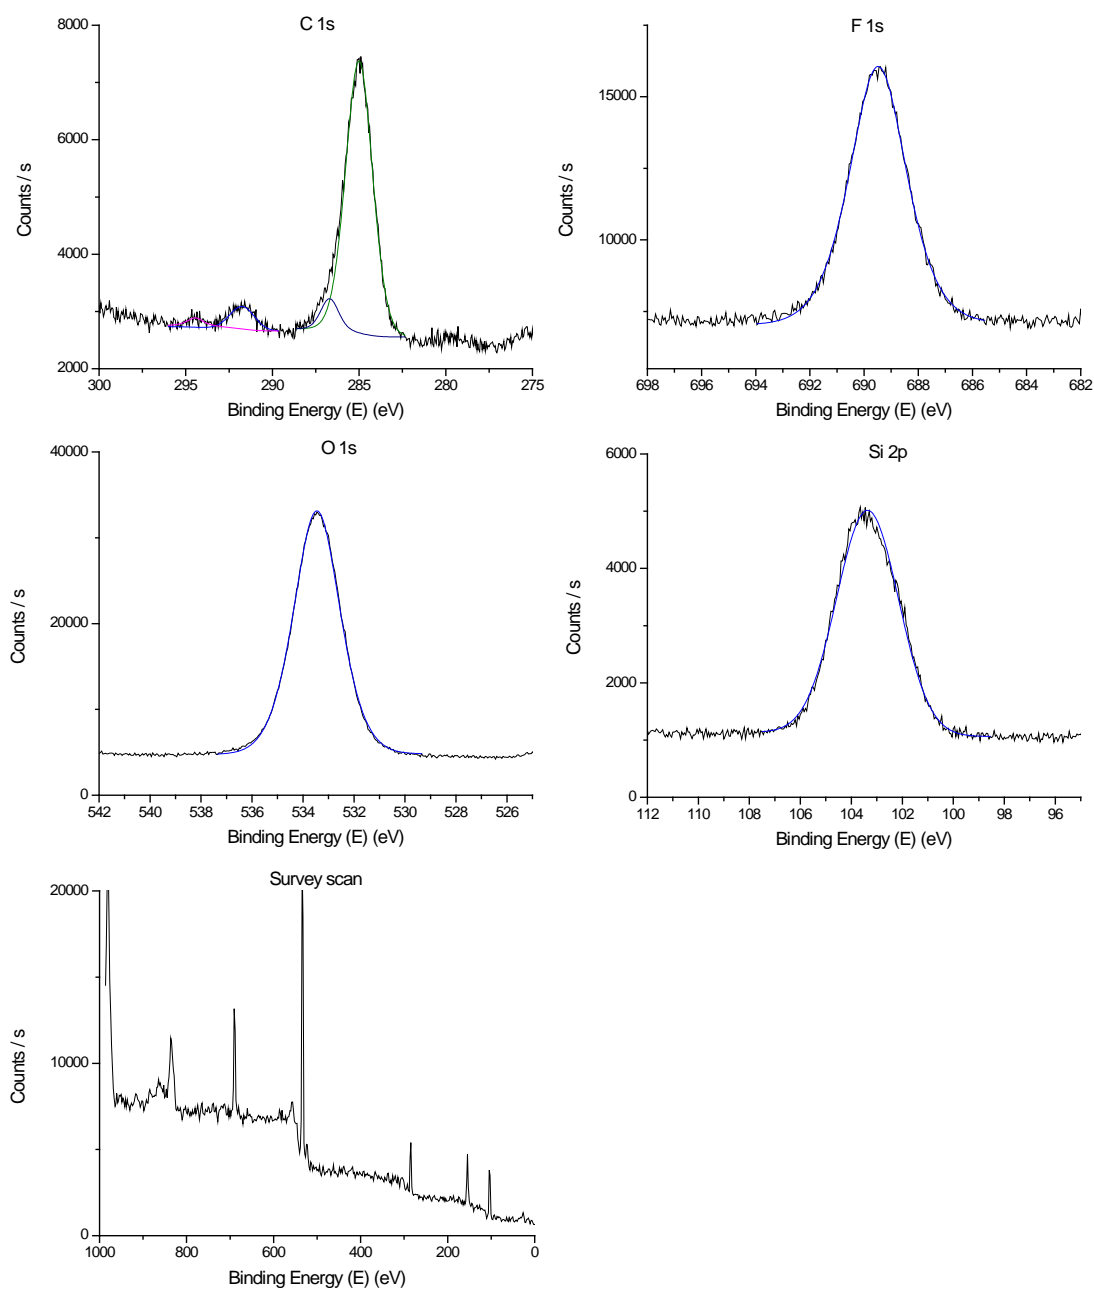 C 1s
8000
6000
4000
2000
Counts / s
300 295 290 285 280 275
Binding Energy (E) (eV)
F 1s
15000
10000
Counts / s
698 696 694 692 690 688 686 684 682
Binding Energy (E) (eV)
O 1s
40000
20000
0
Counts / s
542 540 538 536 534 532 530 528 526
Binding Energy (E) (eV)
Si 2p
6000
4000
2000
0
Counts / s
112 110 108 106 104 102 100 98 96
Binding Energy (E) (eV)
Survey scan
20000
10000
0
Counts / s
1000 800 600 400 200 0
Binding Energy (E) (eV)